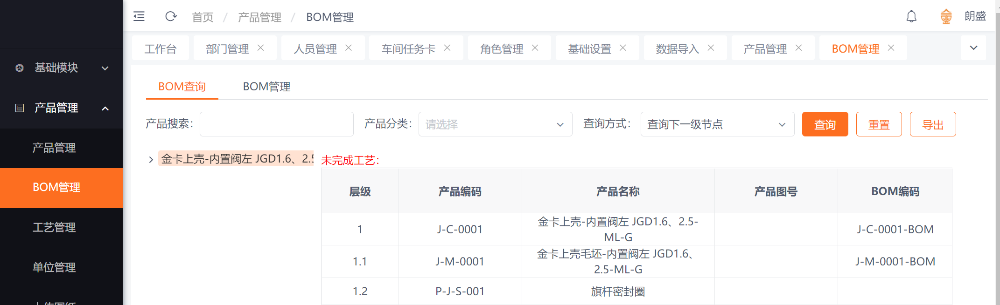 首页 / 产品管理 / BOM管理
朗盛
工作台
部门管理
人员管理
车间任务卡
角色管理
基础设置
数据导入
产品管理
BOM管理
基础模块
产品管理
产品管理
BOM管理
工艺管理
单位管理
BOM查询
BOM管理
产品搜索：
产品分类： 请选择
查询方式： 查询下一级节点
查询
重置
导出
金卡上壳-内置阀左 JGD1.6、2.5
未完成工艺：
层级 产品编码 产品名称 产品图号 BOM编码
1 J-C-0001 金卡上壳-内置阀左 JGD1.6、2.5-
ML-G J-C-0001-BOM
1.1 J-M-0001 金卡上壳毛坯-内置阀左 JGD1.6、
2.5-ML-G J-M-0001-BOM
1.2 P-J-S-001 旗杆密封圈